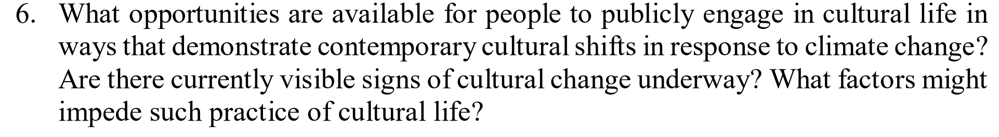 6. What opportunities are available for people to publicly engage in cultural life in
ways that demonstrate contemporary cultural shifts in response to climate change?
Are there currently visible signs of cultural change underway? What factors might
impede such practice of cultural life?